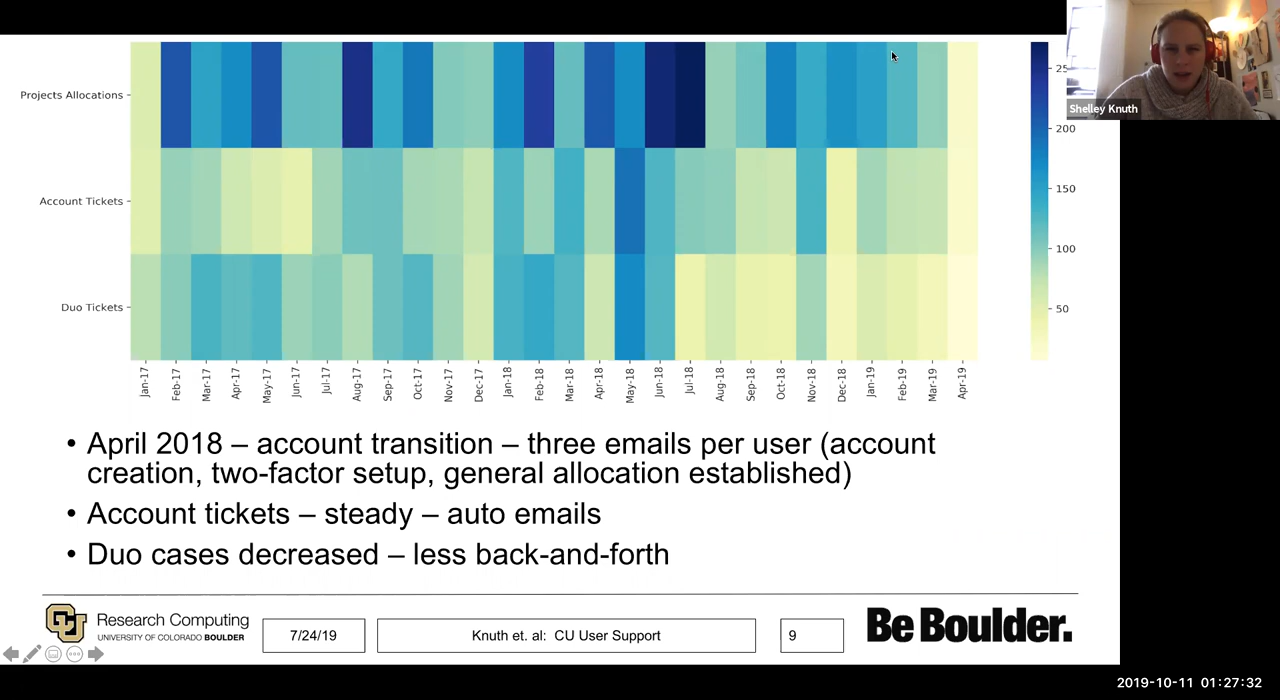 Projects Allocations
Account Tickets
Duo Tickets
25
200
150
100
50
Shelley Knuth
Jan-17
Feb-17
Mar-17
Apr-17
May-17
Jun-17
Jul-17
Aug-17
Sep-17
Oct-17
Nov-17
Dec-17
Jan-18
Feb-18
Mar-18
Apr-18
May-18
Jun-18
Jul-18
Aug-18
Sep-18
Oct-18
Nov-18
Dec-18
Jan-19
Feb-19
Mar-19
Apr-19
• April 2018 – account transition – three emails per user (account
creation, two-factor setup, general allocation established)
• Account tickets – steady – auto emails
• Duo cases decreased – less back-and-forth
CU
Research Computing
UNIVERSITY OF COLORADO BOULDER
7/24/19
Knuth et. al: CU User Support
9
Be Boulder.
2019-10-11 01:27:32